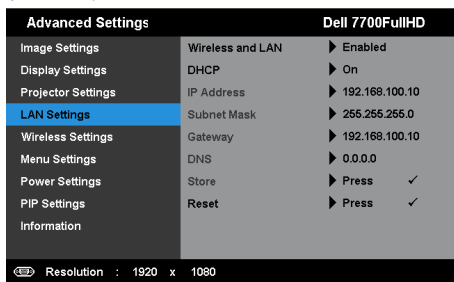 Advanced Settings Dell 7700FullHD
Image Settings Wireless and LAN Enabled
Display Settings DHCP On
Projector Settings IP Address 192.168.100.10
LAN Settings Subnet Mask 255.255.255.0
Wireless Settings Gateway 192.168.100.10
Menu Settings DNS 0.0.0.0
Power Settings Store Press ✓
PIP Settings Reset Press ✓
Information
Resolution : 1920 x 1080